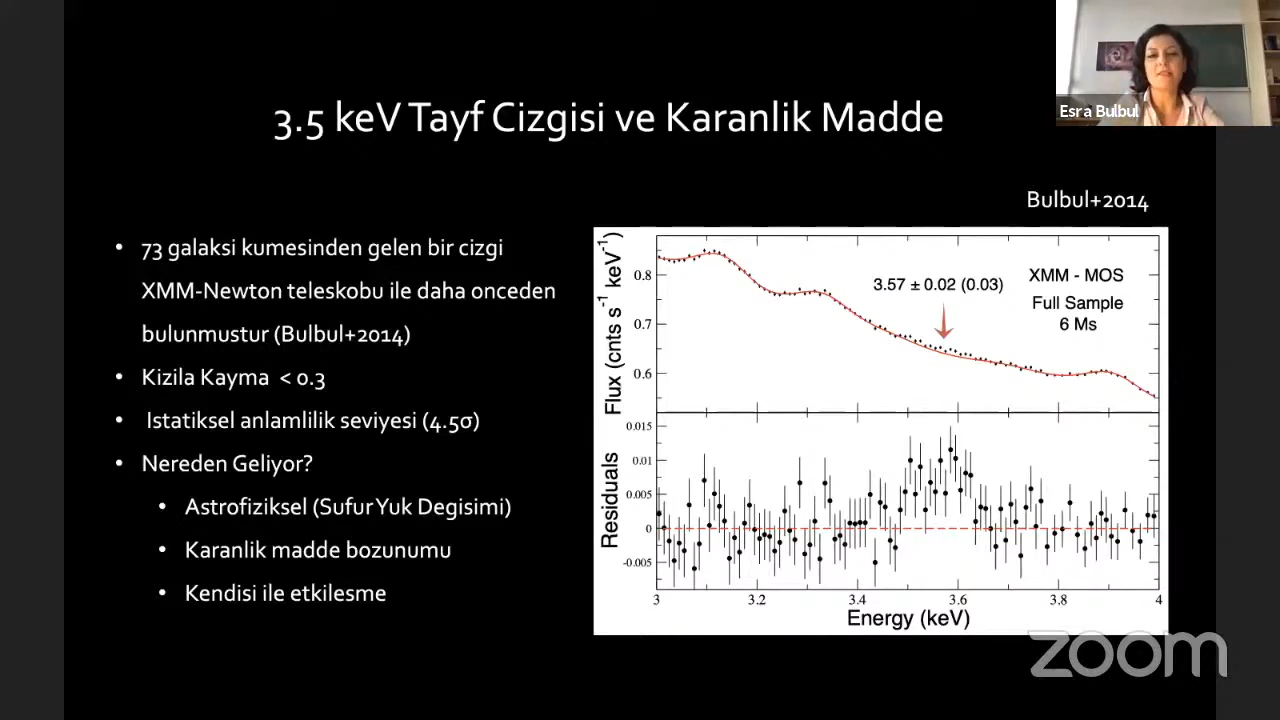 Esra Bulbul
3.5 keV Tayf Cizgisi ve Karanlik Madde
Bulbul+2014
• 73 galaksi kumesinden gelen bir cizgi
XMM-Newton teleskobu ile daha onceden
bulunmustur (Bulbul+2014)
• Kizila Kayma < 0.3
• Istatiksel anlamlilik seviyesi (4.5σ)
• Nereden Geliyor?
• Astrofiziksel (Sufur Yuk Degisimi)
• Karanlik madde bozunumu
• Kendisi ile etkilesme
Flux (cnts s⁻¹ keV⁻¹)
0.8
0.7
0.6
3.57 ± 0.02 (0.03)
XMM - MOS
Full Sample
6 Ms
Residuals
0.015
0.01
0.005
0
-0.005
3 3.2 3.4 3.6 3.8 4
Energy (keV)
zoom